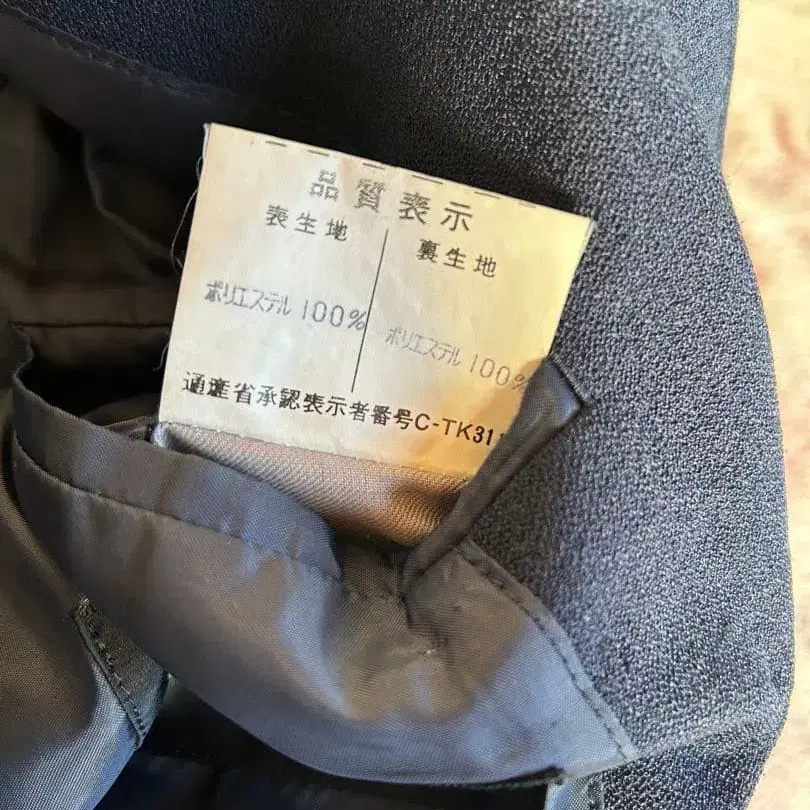 品質表示
表生地
裏生地
ポリエステル 100%
ポリエステル 100%
通産省承認表示者番号C-TK311